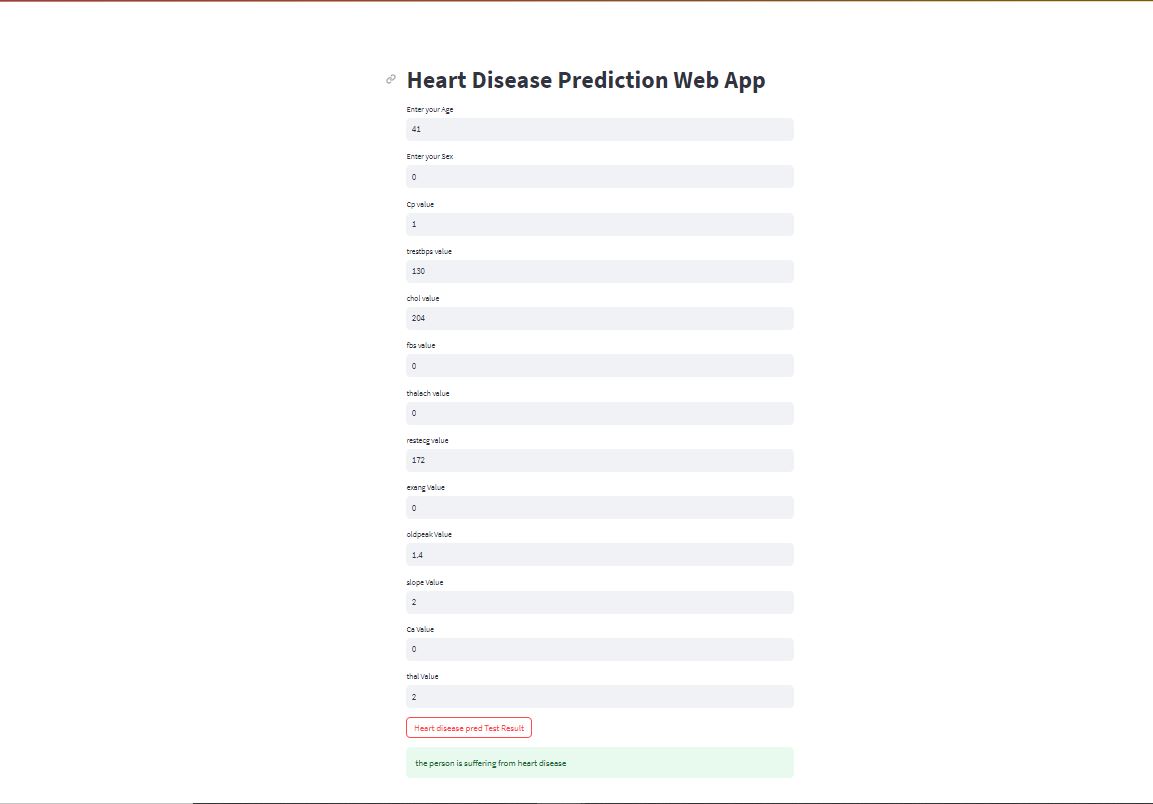 Heart Disease Prediction Web App
Enter your Age
41
Enter your Sex
0
Cp value
1
trestbps value
130
chol value
204
fbs value
0
thalach value
0
restecg value
172
exang Value
0
oldpeak Value
1.4
slope Value
2
Ca Value
0
thal Value
2
Heart disease pred Test Result
the person is suffering from heart disease